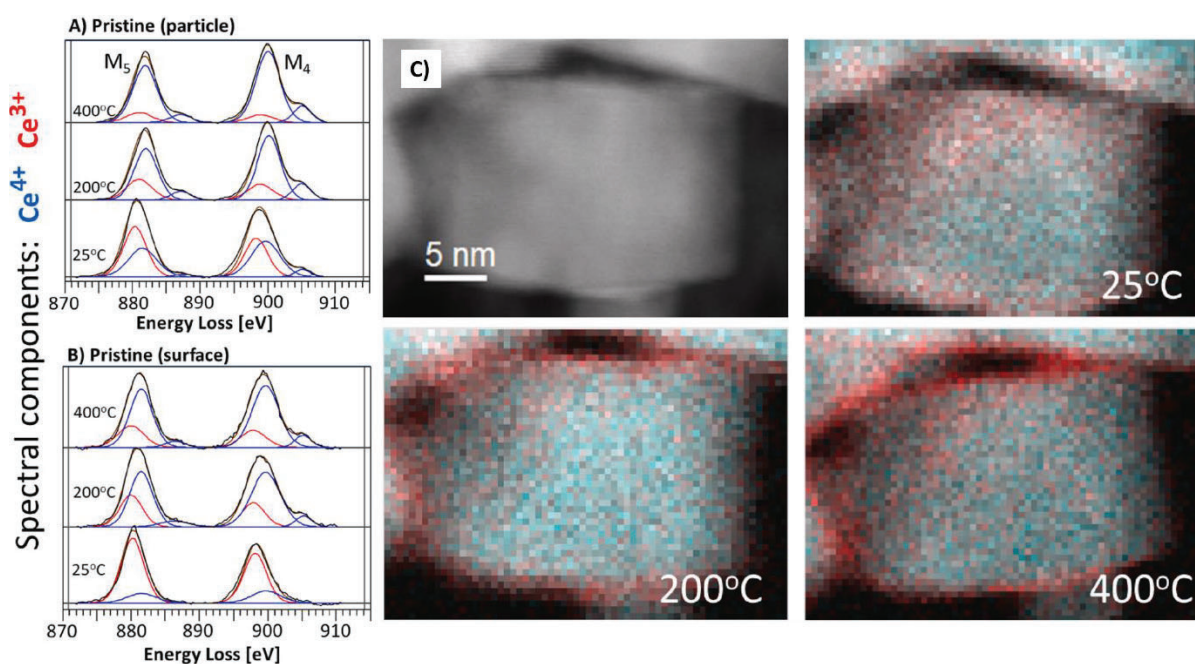 Spectral components: Ce4+ Ce3+
A) Pristine (particle)
M5 M4
400°C
200°C
25°C
870 880 890 900 910
Energy Loss [eV]
B) Pristine (surface)
400°C
200°C
25°C
870 880 890 900 910
Energy Loss [eV]
C)
5 nm
25°C
200°C
400°C